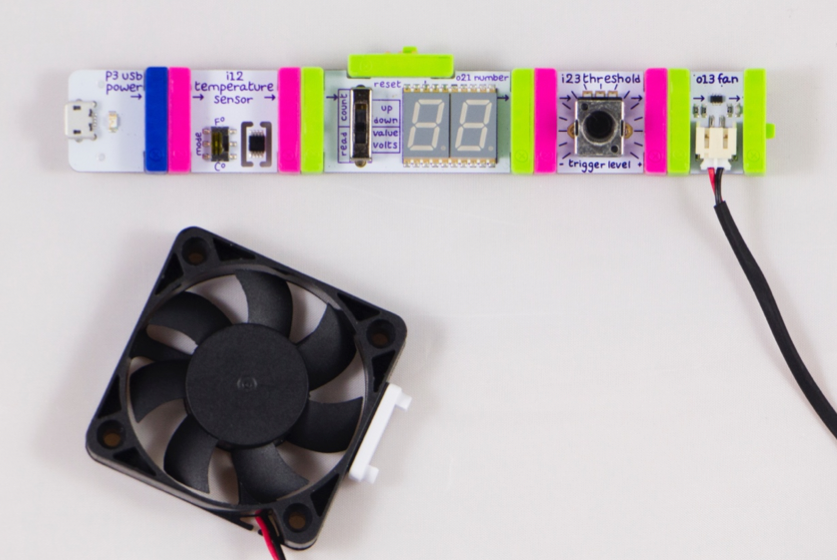 P3 usb
power
i12
temperature
sensor
F°
mode
C°
reset
count
up
down
read
value
volts
o21 number
88
i23 threshold
- trigger level +
o13 fan